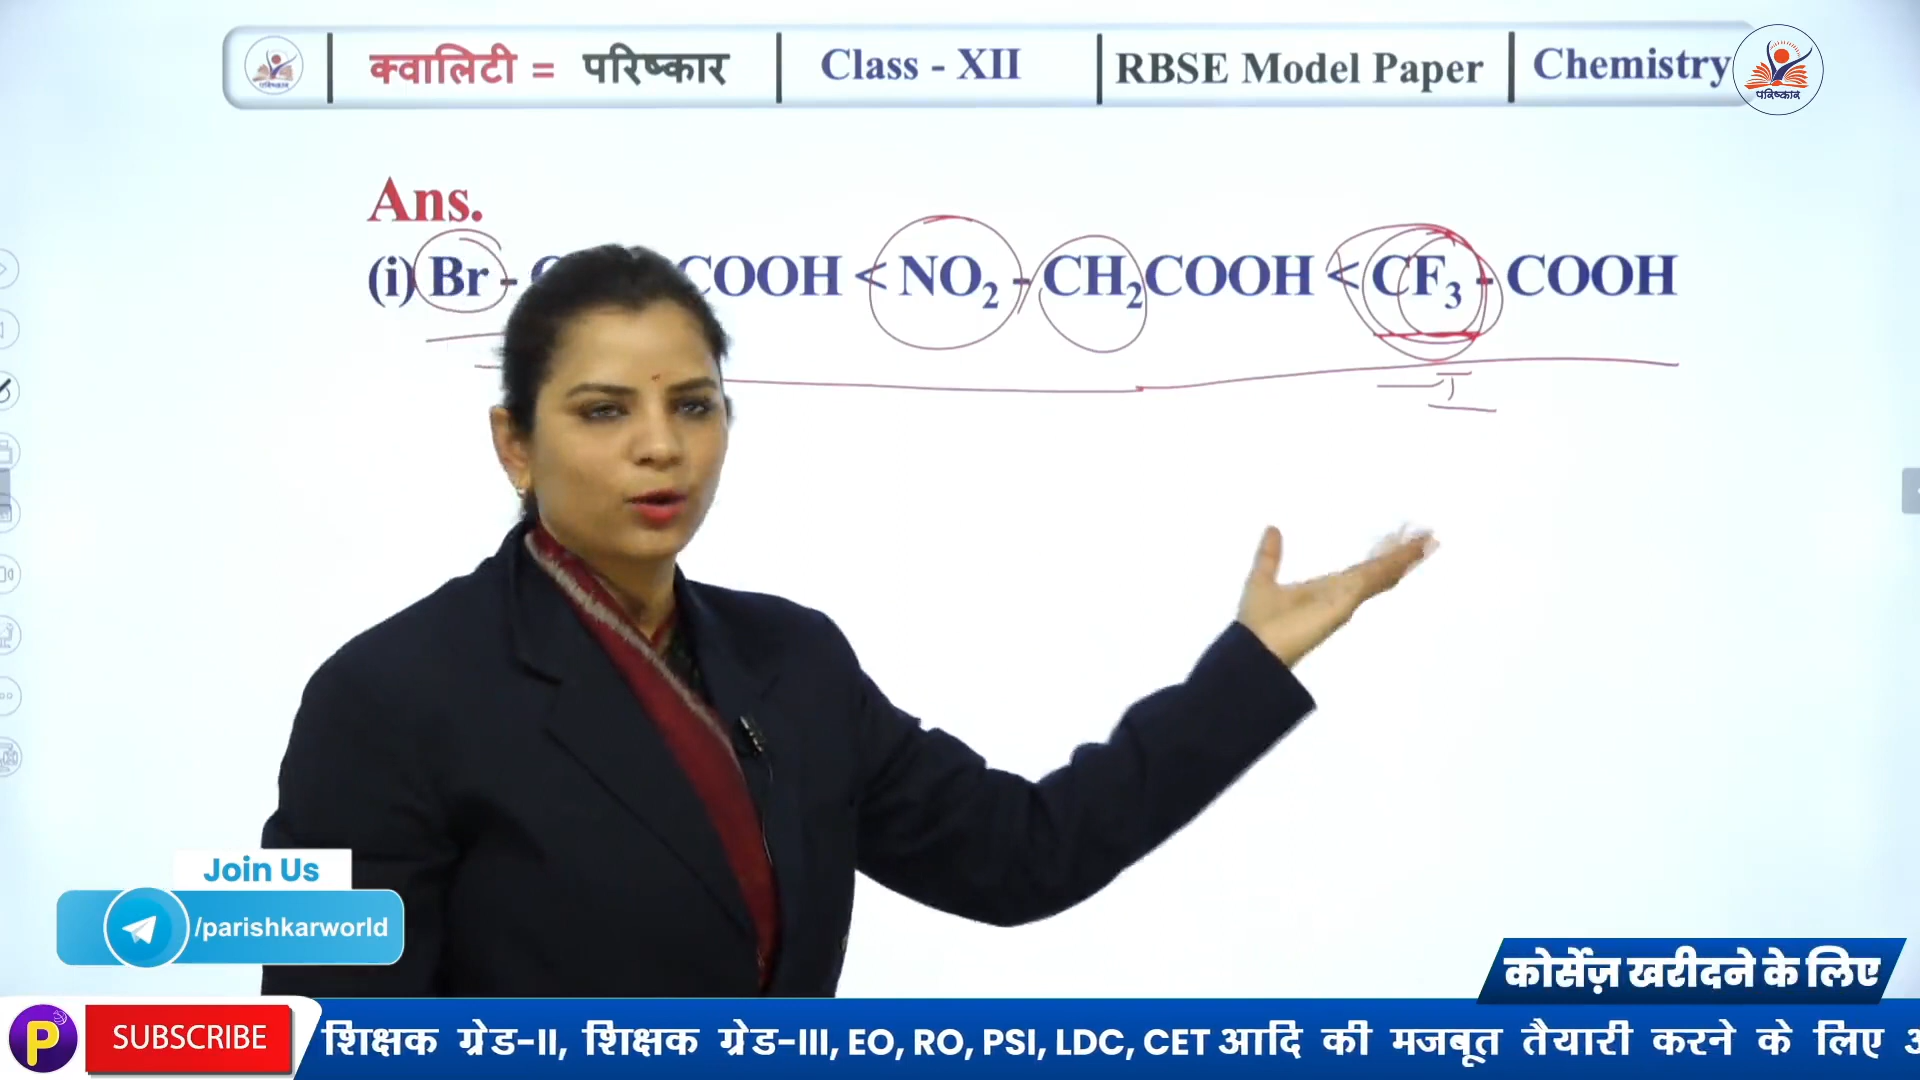 क्वालिटी = परिष्कार
Class - XII
RBSE Model Paper
Chemistry
परिष्कार
Ans.
(i) Br - COOH < NO₂ - CH₂COOH < CF₃ - COOH
- I
Join Us
/parishkarworld
कोर्सेज़ खरीदने के लिए
P
SUBSCRIBE
शिक्षक ग्रेड-II, शिक्षक ग्रेड-III, EO, RO, PSI, LDC, CET आदि की मजबूत तैयारी करने के लिए